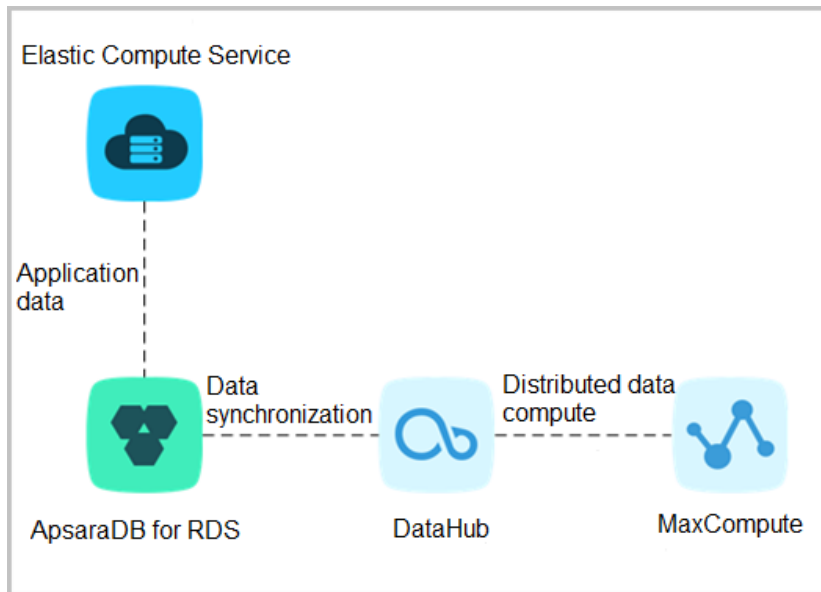 Elastic Compute Service
Application
data
Data
synchronization
Distributed data
compute
ApsaraDB for RDS
DataHub
MaxCompute